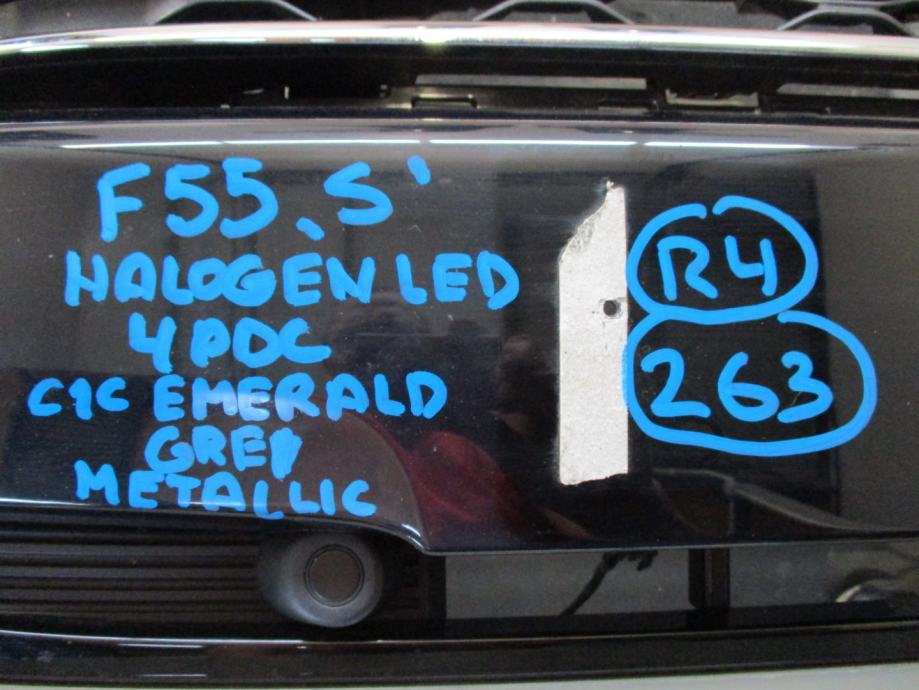 F55, S'
HALOGEN LED
4 PDC
C1C EMERALD
GREY
METALLIC
R4
263